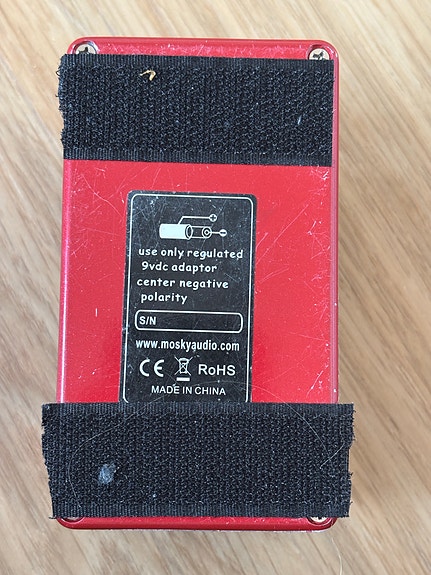 +
−
use only regulated
9vdc adaptor
center negative
polarity
S/N
www.moskyaudio.com
CE RoHS
MADE IN CHINA